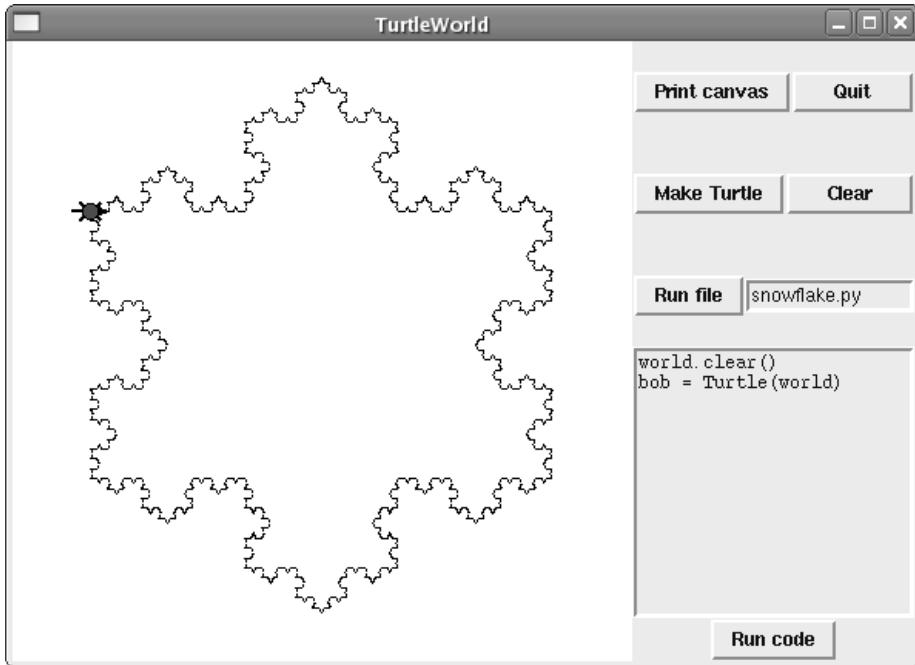 TurtleWorld
Print canvas Quit
Make Turtle Clear
Run file snowflake.py
world.clear()
bob = Turtle(world)
Run code